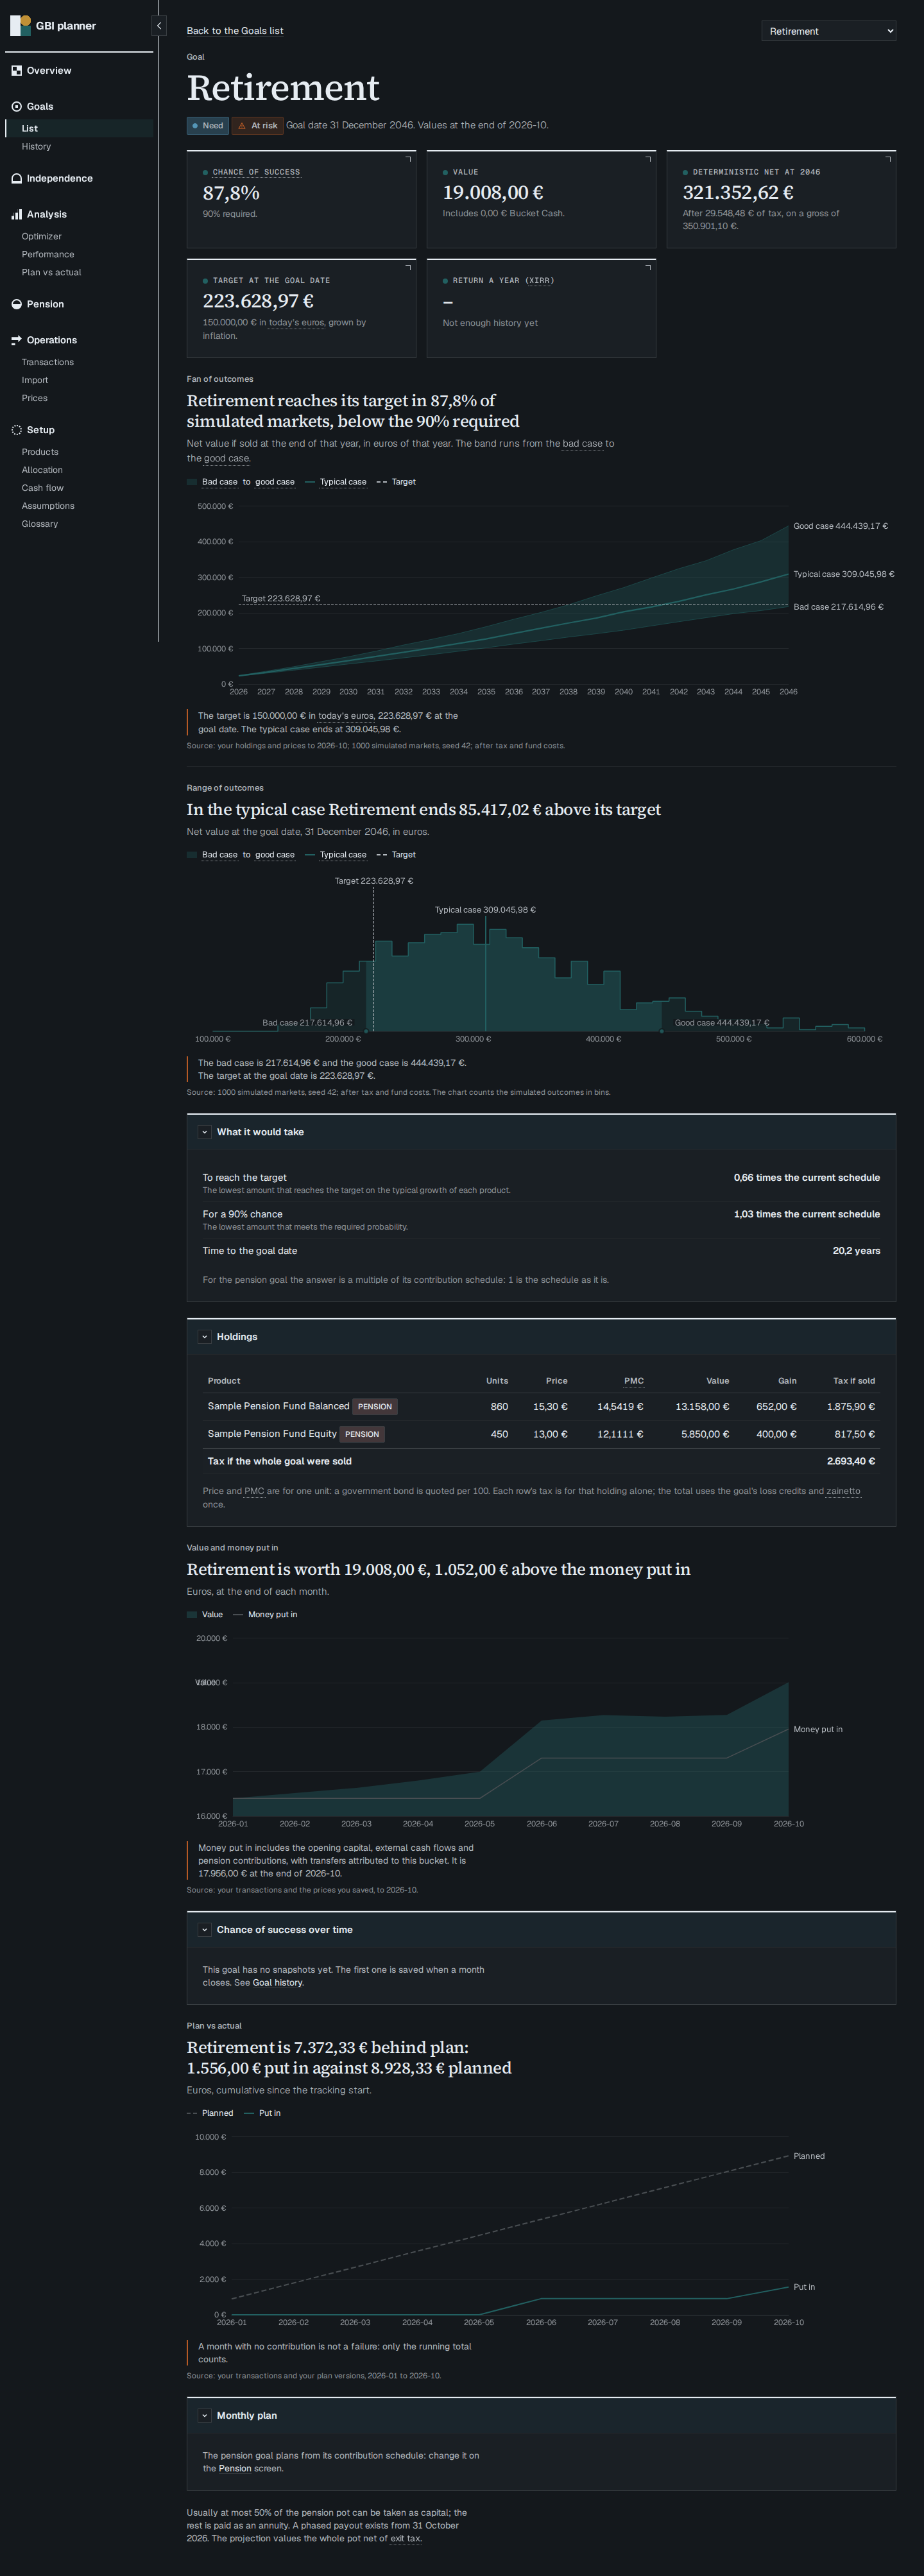 GBI planner
Overview
Goals
List
History
Independence
Analysis
Optimizer
Performance
Plan vs actual
Pension
Operations
Transactions
Import
Prices
Setup
Products
Allocation
Cash flow
Assumptions
Glossary
Back to the Goals list
Retirement
Goal
Retirement
Need At risk Goal date 31 December 2046. Values at the end of 2026-10.
CHANCE OF SUCCESS
87,8%
90% required.
VALUE
19.008,00 €
Includes 0,00 € Bucket Cash.
DETERMINISTIC NET AT 2046
321.352,62 €
After 29.548,48 € of tax, on a gross of
350.901,10 €.
TARGET AT THE GOAL DATE
223.628,97 €
150.000,00 € in today's euros, grown by
inflation.
RETURN A YEAR (XIRR)
–
Not enough history yet
Fan of outcomes
Retirement reaches its target in 87,8% of
simulated markets, below the 90% required
Net value if sold at the end of that year, in euros of that year. The band runs from the bad case to
the good case.
Bad case to good case Typical case Target
500.000 €
400.000 €
300.000 €
200.000 €
100.000 €
0 €
Target 223.628,97 €
Good case 444.439,17 €
Typical case 309.045,98 €
Bad case 217.614,96 €
2026 2027 2028 2029 2030 2031 2032 2033 2034 2035 2036 2037 2038 2039 2040 2041 2042 2043 2044 2045 2046
The target is 150.000,00 € in today's euros, 223.628,97 € at the
goal date. The typical case ends at 309.045,98 €.
Source: your holdings and prices to 2026-10; 1000 simulated markets, seed 42; after tax and fund costs.
Range of outcomes
In the typical case Retirement ends 85.417,02 € above its target
Net value at the goal date, 31 December 2046, in euros.
Bad case to good case Typical case Target
Target 223.628,97 €
Typical case 309.045,98 €
Bad case 217.614,96 €
Good case 444.439,17 €
100.000 € 200.000 € 300.000 € 400.000 € 500.000 € 600.000 €
The bad case is 217.614,96 € and the good case is 444.439,17 €.
The target at the goal date is 223.628,97 €.
Source: 1000 simulated markets, seed 42; after tax and fund costs. The chart counts the simulated outcomes in bins.
What it would take
To reach the target 0,66 times the current schedule
The lowest amount that reaches the target on the typical growth of each product.
For a 90% chance 1,03 times the current schedule
The lowest amount that meets the required probability.
Time to the goal date 20,2 years
For the pension goal the answer is a multiple of its contribution schedule: 1 is the schedule as it is.
Holdings
Product Units Price PMC Value Gain Tax if sold
Sample Pension Fund Balanced PENSION 860 15,30 € 14,5419 € 13.158,00 € 652,00 € 1.875,90 €
Sample Pension Fund Equity PENSION 450 13,00 € 12,1111 € 5.850,00 € 400,00 € 817,50 €
Tax if the whole goal were sold 2.693,40 €
Price and PMC are for one unit: a government bond is quoted per 100. Each row's tax is for that holding alone; the total uses the goal's loss credits and zainetto
once.
Value and money put in
Retirement is worth 19.008,00 €, 1.052,00 € above the money put in
Euros, at the end of each month.
Value Money put in
20.000 €
Value
18.000 €
17.000 €
16.000 €
Money put in
2026-01 2026-02 2026-03 2026-04 2026-05 2026-06 2026-07 2026-08 2026-09 2026-10
Money put in includes the opening capital, external cash flows and
pension contributions, with transfers attributed to this bucket. It is
17.956,00 € at the end of 2026-10.
Source: your transactions and the prices you saved, to 2026-10.
Chance of success over time
This goal has no snapshots yet. The first one is saved when a month
closes. See Goal history.
Plan vs actual
Retirement is 7.372,33 € behind plan:
1.556,00 € put in against 8.928,33 € planned
Euros, cumulative since the tracking start.
Planned Put in
10.000 €
8.000 €
6.000 €
4.000 €
2.000 €
0 €
Planned
Put in
2026-01 2026-02 2026-03 2026-04 2026-05 2026-06 2026-07 2026-08 2026-09 2026-10
A month with no contribution is not a failure: only the running total
counts.
Source: your transactions and your plan versions, 2026-01 to 2026-10.
Monthly plan
The pension goal plans from its contribution schedule: change it on
the Pension screen.
Usually at most 50% of the pension pot can be taken as capital; the
rest is paid as an annuity. A phased payout exists from 31 October
2026. The projection values the whole pot net of exit tax.